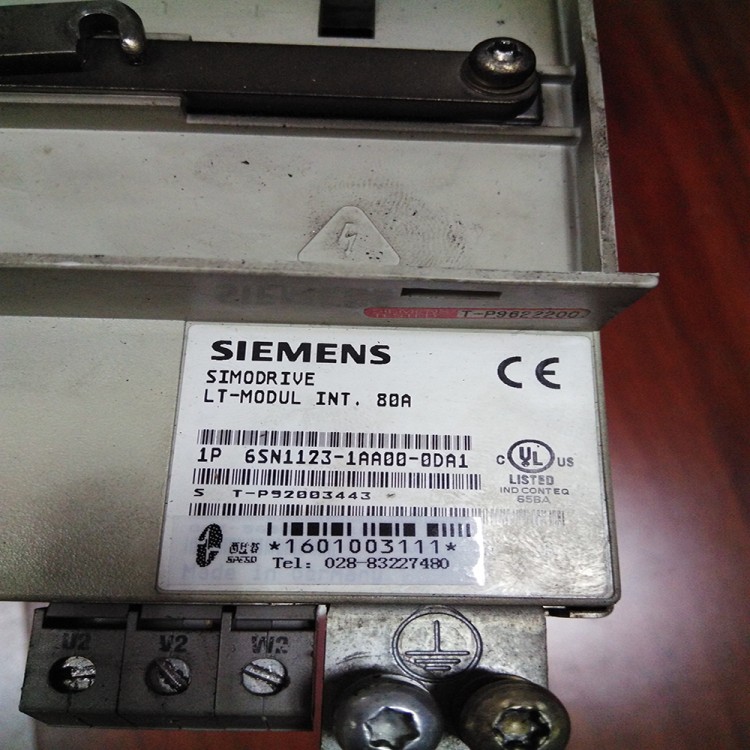 T-P9622200
SIEMENS
SIMODRIVE
LT-MODUL INT. 80A
CE
1P 6SN1123-1AA00-0DA1
C UL US
LISTED
IND CONT EQ
65BA
S T-P92003443
*1601003111*
Tel: 028-83227480
U2 V2 W2